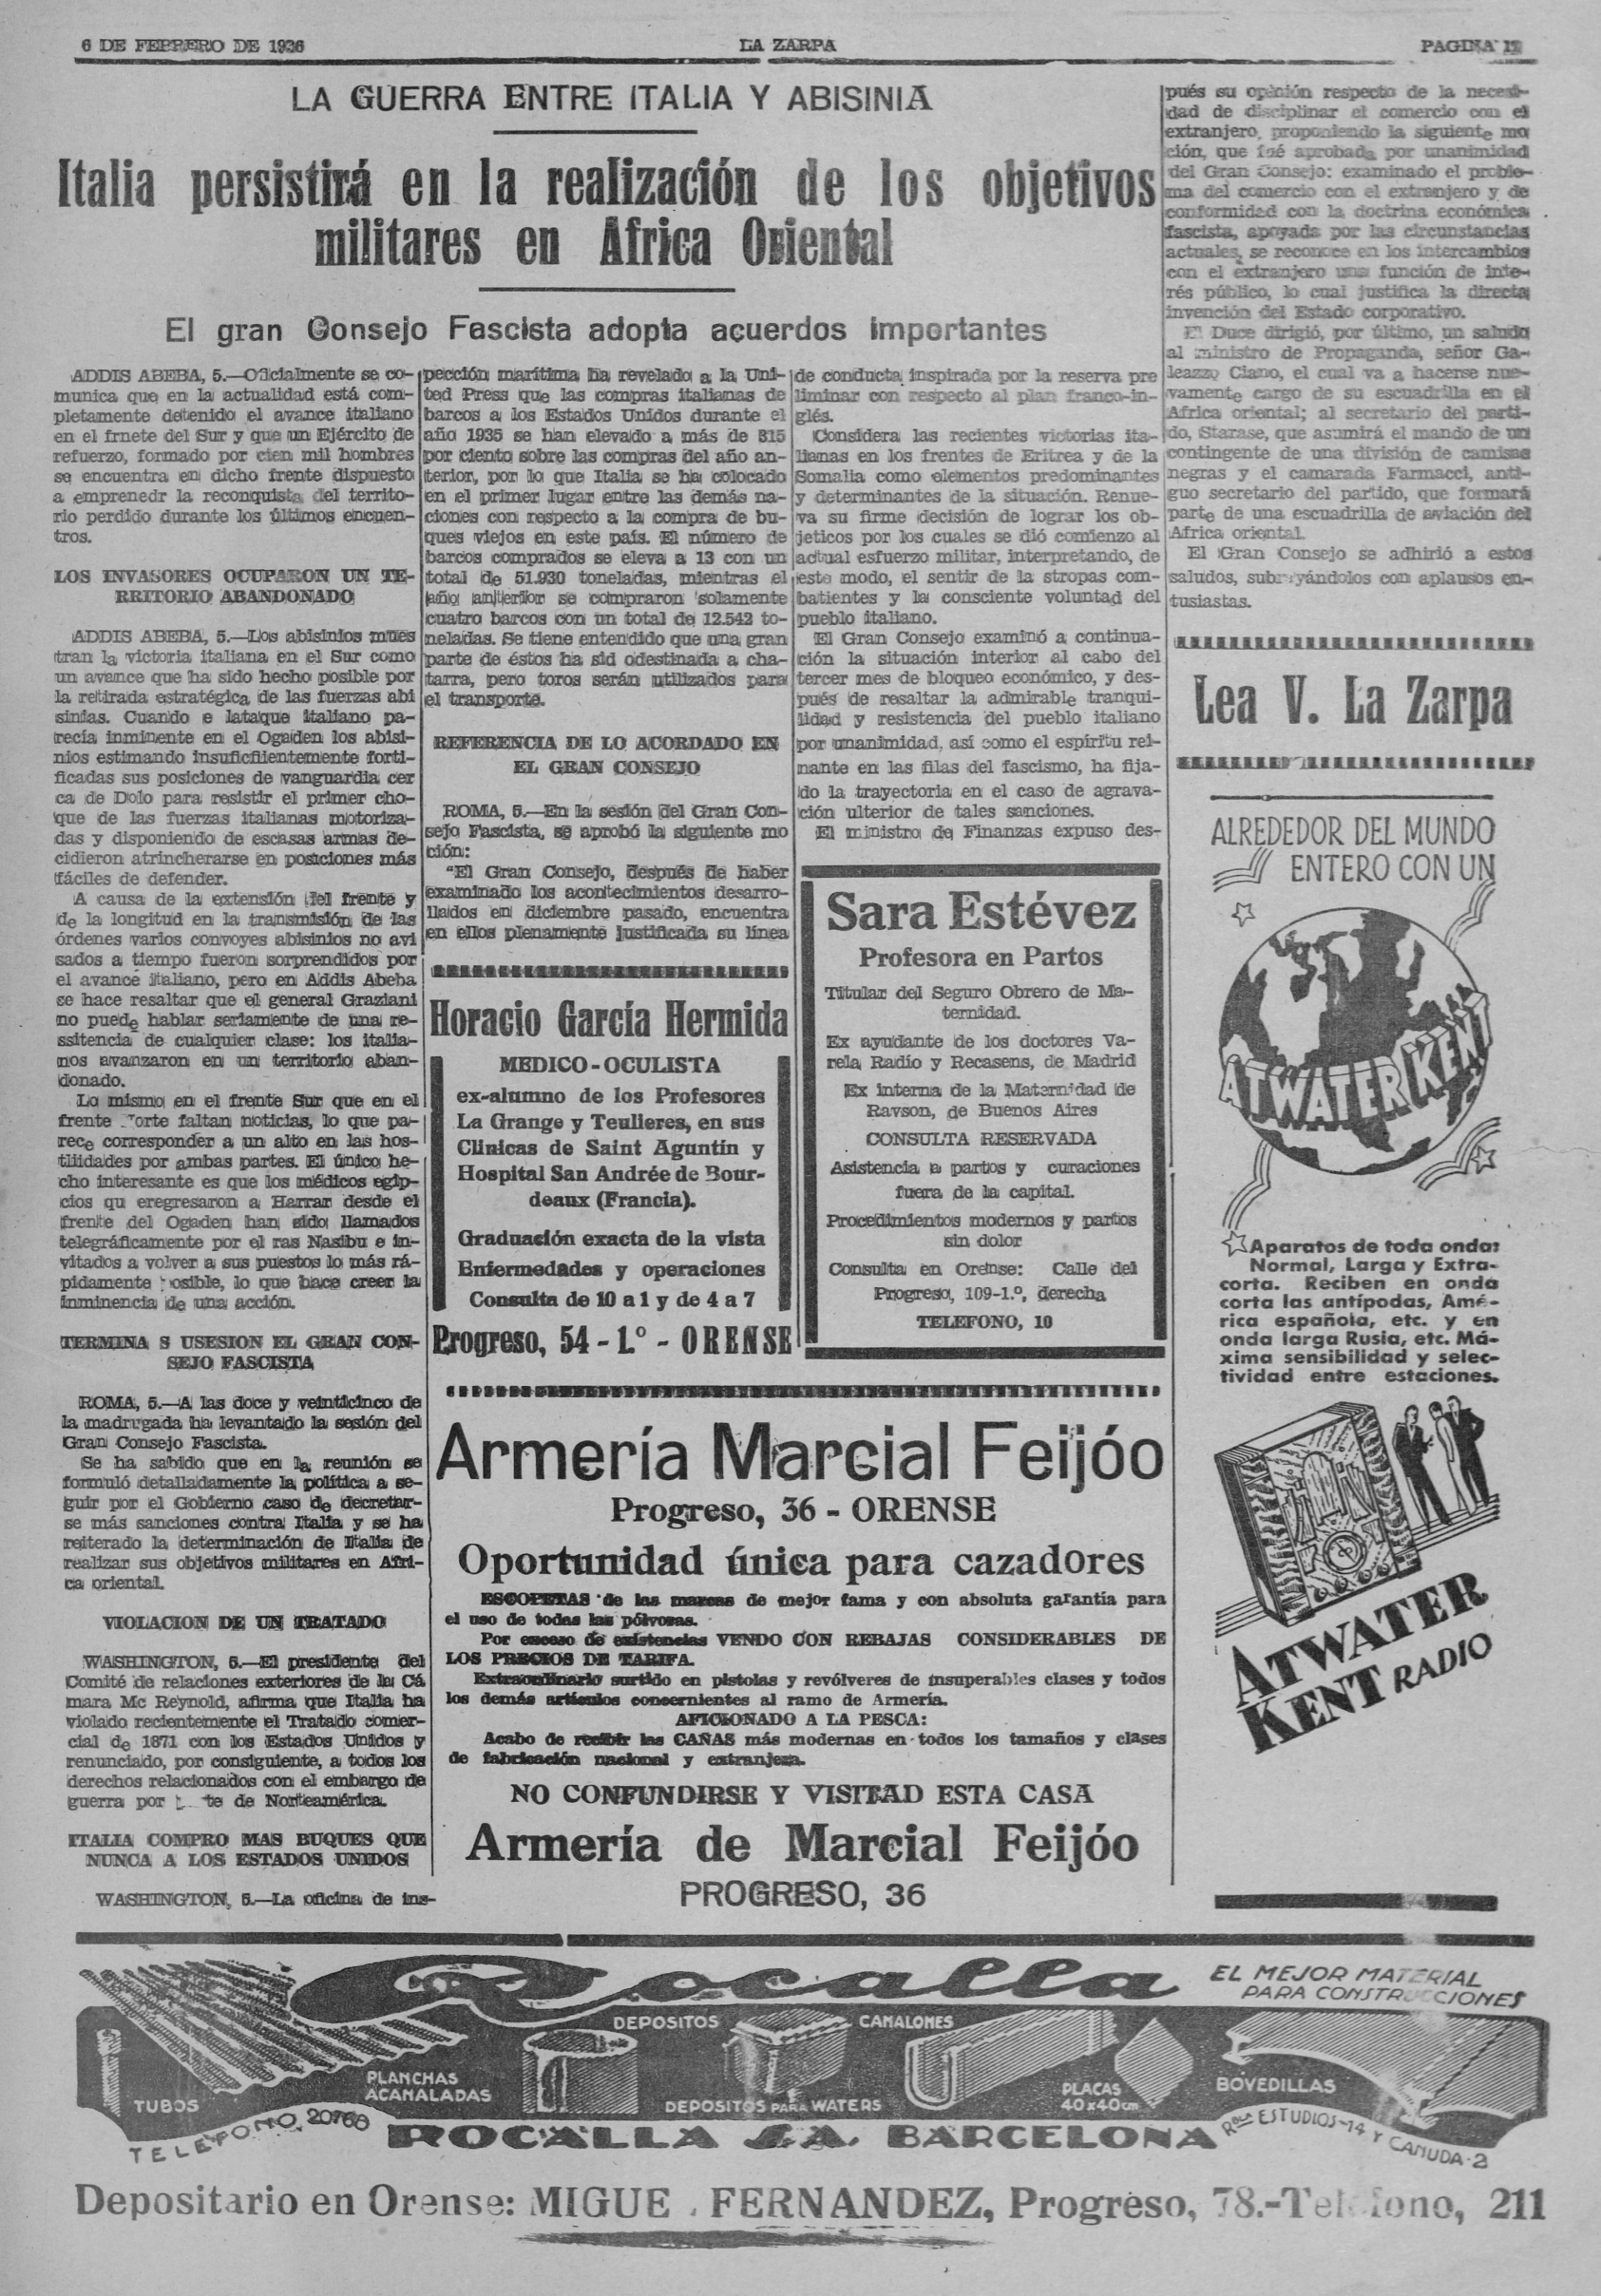 6 DE FEBRERO DE 1936
LA ZARPA
PAGINA
LA GUERRA ENTRE ITALIA Y ABISINIA
Italia persistirá en la realización de los objetivos
militares en Africa Oriental
El gran Consejo Fascista adopta acuerdos importantes
ADDIS ABEBA, 5.—Oficialmente se co-
munica que en la actualidad está com-
pletamente detenido el avance italiano
en el frnete del Sur y que un Ejército de
refuerzo, formado por cien mil hombres
se encuentra en dicho frente dispuesto
a emprenedr la reconquista del territo-
rio perdido durante los últimos encuen-
tros.
LOS INVASORES OCUPARON UN TE-
RRITORIO ABANDONADO
ADDIS ABEBA, 5.—Los abisinios mues
tran la victoria italiana en el Sur como
un avance que ha sido hecho posible por
la retirada estratégica de las fuerzas abi
sinias. Cuando e lataque italiano pa-
recía inminente en el Ogaden los abisi-
nios estimando insuficfiientemente forti-
ficadas sus posiciones de vanguardia cer
ca de Dolo para resistir el primer cho-
que de las fuerzas italianas motoriza-
das y disponiendo de escasas armas de-
cidieron atrincherarse en posiciones más
fáciles de defender.
A causa de la extensión del frente y
de la longitud en la transmisión de las
órdenes varios convoyes abisinios no avi
sados a tiempo fueron sorprendidos por
el avance italiano, pero en Addis Abeba
se hace resaltar que el general Graziani
no puede hablar seriamente de una re-
ssitencia de cualquier clase: los italia-
nos avanzaron en un territorio aban-
donado.
Lo mismo en el frente Sur que en el
frente orte faltan noticias, lo que pa-
rece corresponder a un alto en las hos-
tilidades por ambas partes. El único he-
cho interesante es que los médicos egip-
cios qu eregresaron a Harrar desde el
frente del Ogaden han sido llamados
telegráficamente por el ras Nasibu e in-
vitados a volver a sus puestos lo más rá-
pidamente posible, lo que hace creer la
inminencia de una acción.
TERMINA S USESION EL GRAN CON-
SEJO FASCISTA
ROMA, 5.—A las doce y veinticinco de
la madrugada ha levantado la sesión del
Gran Consejo Fascista.
Se ha sabido que en la reunión se
formuló detalladamente la política a se-
guir por el Gobierno caso de decretar-
se más sanciones contra Italia y se ha
reiterado la determinación de Italia de
realizar sus objetivos militares en Afri-
ca oriental.
VIOLACION DE UN TRATADO
WASHINGTON, 5.—El presidente del
Comité de relaciones exteriores de la Cá
mara Mc Reynold, afirma que Italia ha
violado recientemente el Tratado comer-
cial de 1871 con los Estados Unidos y
renunciado, por consiguiente, a todos los
derechos relacionados con el embargo de
guerra por te de Norteamérica.
ITALIA COMPRO MAS BUQUES QUE
NUNCA A LOS ESTADOS UNIDOS
WASHINGTON, 5.—La oficina de ins-
pección marítima ha revelado a la Uni-
ted Press que las compras italianas de
barcos a los Estados Unidos durante el
año 1935 se han elevado a más de 315
por ciento sobre las compras del año an-
terior, por lo que Italia se ha colocado
en el primer lugar entre las demás na-
ciones con respecto a la compra de bu-
ques viejos en este país. El número de
barcos comprados se eleva a 13 con un
total de 51.930 toneladas, mientras el
año anterior se compraron solamente
cuatro barcos con un total de 12.542 to-
neladas. Se tiene entendido que una gran
parte de éstos ha sid odestinada a cha-
tarra, pero toros serán utilizados para
el transporte.
REFERENCIA DE LO ACORDADO EN
EL GRAN CONSEJO
ROMA, 5.—En la sesión del Gran Con-
sejo Fascista, se aprobó la siguiente mo
ción:
"El Gran Consejo, después de haber
examinado los acontecimientos desarro-
llados en diciembre pasado, encuentra
en ellos plenamente justificada su línea
de conducta inspirada por la reserva pre
liminar con respecto al plan franco-in-
glés.
Considera las recientes victorias ita-
lianas en los frentes de Eritrea y de la
Somalia como elementos predominantes
y determinantes de la situación. Renue-
va su firme decisión de lograr los ob-
jeticos por los cuales se dió comienzo al
actual esfuerzo militar, interpretando, de
este modo, el sentir de la stropas com-
batientes y la consciente voluntad del
pueblo italiano.
El Gran Consejo examinó a continua-
ción la situación interior al cabo del
tercer mes de bloqueo económico, y des-
pués de resaltar la admirable tranqui-
lidad y resistencia del pueblo italiano
por unanimidad, así como el espíritu rei-
nante en las filas del fascismo, ha fija-
do la trayectoria en el caso de agrava-
ción ulterior de tales sanciones.
El ministro de Finanzas expuso des-
pués su opinión respecto de la necesi-
dad de disciplinar el comercio con el
extranjero, proponiendo la siguiente mo
ción, que fué aprobada por unanimidad
del Gran Consejo: examinado el proble-
ma del comercio con el extranjero y de
conformidad con la doctrina económica
fascista, apoyada por las circunstancias
actuales, se reconoce en los intercambios
con el extranjero una función de inte-
rés público, lo cual justifica la directa
invención del Estado corporativo.
El Duce dirigió, por último, un saludo
al ministro de Propaganda, señor Ga-
leazzo Ciano, el cual va a hacerse nue-
vamente cargo de su escuadrilla en el
Africa oriental; al secretario del parti-
do, Starase, que asumirá el mando de un
contingente de una división de camisas
negras y el camarada Farmacci, anti-
guo secretario del partido, que formará
parte de una escuadrilla de aviación del
Africa oriental.
El Gran Consejo se adhirió a estos
saludos, subrayándolos con aplausos en-
tusiastas.
Lea V. La Zarpa
Horacio García Hermida
MEDICO-OCULISTA
ex-alumno de los Profesores
La Grange y Teulieres, en sus
Clinicas de Saint Aguntín y
Hospital San Andrée de Bour-
deaux (Francia).
Graduación exacta de la vista
Enfermedades y operaciones
Consulta de 10 a 1 y de 4 a 7
Progreso, 54 - 1.º - ORENSE
Sara Estévez
Profesora en Partos
Titular del Seguro Obrero de Ma-
ternidad.
Ex ayudante de los doctores Va-
rela Radío y Recasens, de Madrid
Ex interna de la Maternidad de
Ravson, de Buenos Aires
CONSULTA RESERVADA
Asistencia a partos y curaciones
fuera de la capital.
Procedimientos modernos y partos
sin dolor
Consulta en Orense: Calle del
Progreso, 109-1.º, derecha
TELEFONO, 10
Armería Marcial Feijóo
Progreso, 36 - ORENSE
Oportunidad única para cazadores
ESCOPETAS de las marcas de mejor fama y con absoluta garantía para
el uso de todas las pólvoras.
Por exceso de existencias VENDO CON REBAJAS CONSIDERABLES DE
LOS PRECIOS DE TARIFA.
Extraordinario surtido en pistolas y revólveres de insuperables clases y todos
los demás artículos concernientes al ramo de Armería.
AFICIONADO A LA PESCA:
Acabo de recibir las CAÑAS más modernas en todos los tamaños y clases
de fabricación nacional y extranjera.
NO CONFUNDIRSE Y VISITAD ESTA CASA
Armería de Marcial Feijóo
PROGRESO, 36
ALREDEDOR DEL MUNDO
ENTERO CON UN
ATWATER KENT
Aparatos de toda onda:
Normal, Larga y Extra-
corta. Reciben en onda
corta las antípodas, Amé-
rica española, etc. y en
onda larga Rusia, etc. Má-
xima sensibilidad y selec-
tividad entre estaciones.
ATWATER
KENT RADIO
Rocalla
EL MEJOR MATERIAL
PARA CONSTRUCCIONES
TUBOS
PLANCHAS
ACANALADAS
DEPOSITOS
DEPOSITOS PARA WATERS
CANALONES
PLACAS
40x40cm
BOVEDILLAS
TELEFONO, 20768
ROCALLA S.A. BARCELONA
Rbla ESTUDIOS-14 Y CANUDA-2
Depositario en Orense: MIGUE FERNANDEZ, Progreso, 78.-Teléfono, 211